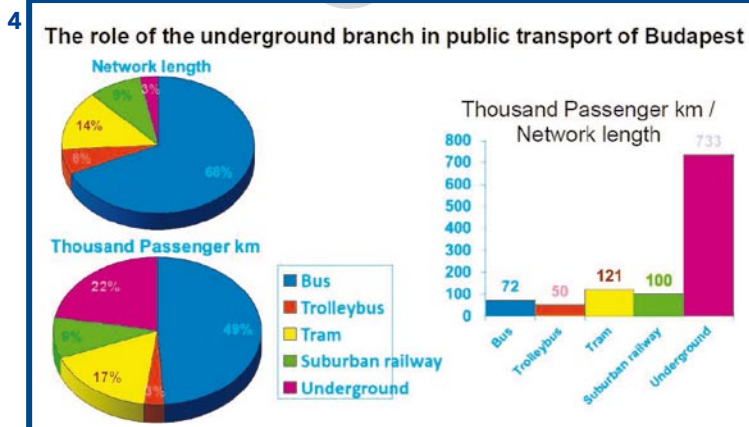 4
The role of the underground branch in public transport of Budapest
Network length
3%
9%
14%
6%
68%
Thousand Passenger km
22%
49%
9%
17%
3%
Bus
Trolleybus
Tram
Suburban railway
Underground
Thousand Passenger km /
Network length
800
700
600
500
400
300
200
100
0
72
50
121
100
733
Bus
Trolleybus
Tram
Suburban railway
Underground